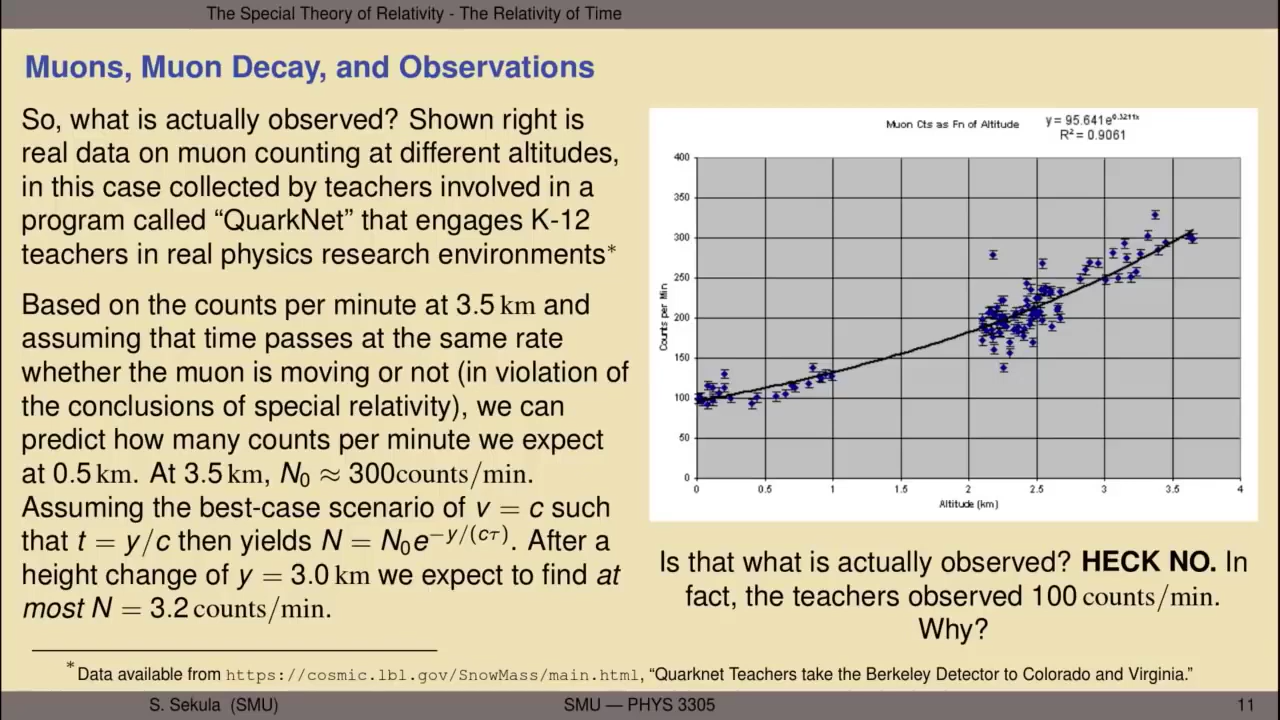 The Special Theory of Relativity - The Relativity of Time
Muons, Muon Decay, and Observations
So, what is actually observed? Shown right is
real data on muon counting at different altitudes,
in this case collected by teachers involved in a
program called “QuarkNet” that engages K-12
teachers in real physics research environments*
Based on the counts per minute at 3.5 km and
assuming that time passes at the same rate
whether the muon is moving or not (in violation of
the conclusions of special relativity), we can
predict how many counts per minute we expect
at 0.5 km. At 3.5 km, N₀ ≈ 300counts/min.
Assuming the best-case scenario of v = c such
that t = y/c then yields N = N₀e^{−y/(cτ)}. After a
height change of y = 3.0 km we expect to find at
most N = 3.2 counts/min.
Muon Cts as Fn of Altitude
y = 95.641e^{0.3211x}
R² = 0.9061
Counts per Min
400
350
300
250
200
150
100
50
0
0 0.5 1 1.5 2 2.5 3 3.5 4
Altitude (km)
Is that what is actually observed? HECK NO. In
fact, the teachers observed 100 counts/min.
Why?
*Data available from https://cosmic.lbl.gov/SnowMass/main.html, “Quarknet Teachers take the Berkeley Detector to Colorado and Virginia.”
S. Sekula (SMU) SMU — PHYS 3305 11